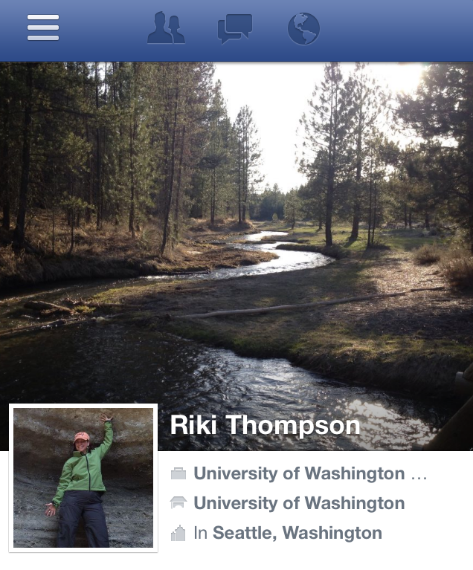 Riki Thompson
University of Washington ...
University of Washington
In Seattle, Washington